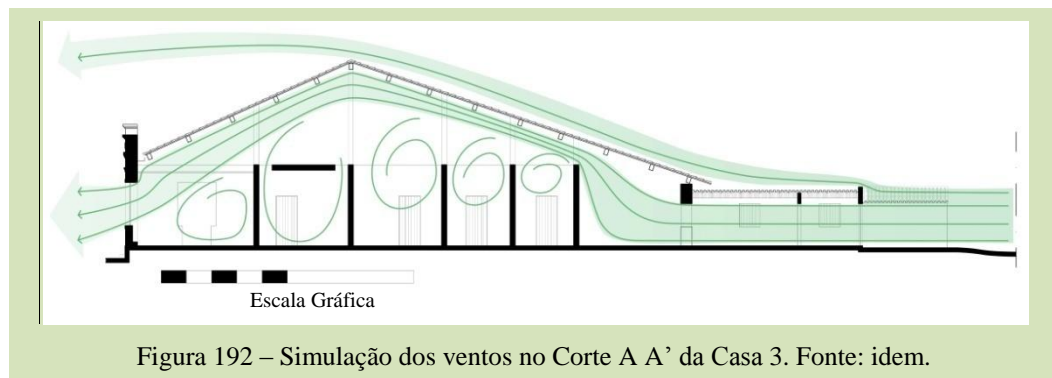 Escala Gráfica
Figura 192 – Simulação dos ventos no Corte A A’ da Casa 3. Fonte: idem.